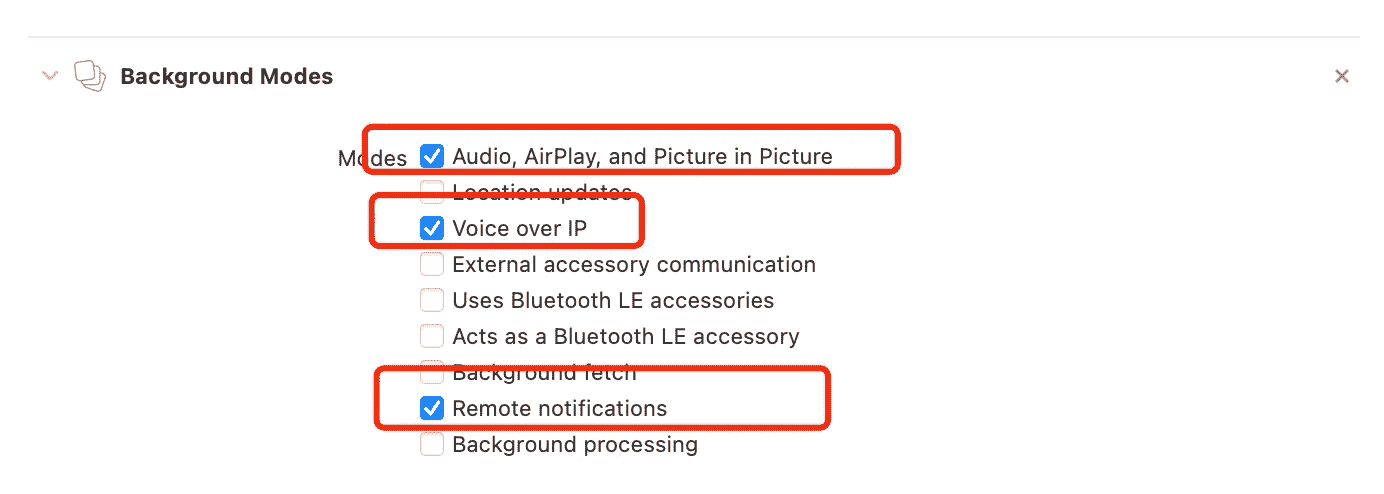 Background Modes
Modes Audio, AirPlay, and Picture in Picture
Location updates
Voice over IP
External accessory communication
Uses Bluetooth LE accessories
Acts as a Bluetooth LE accessory
Background fetch
Remote notifications
Background processing